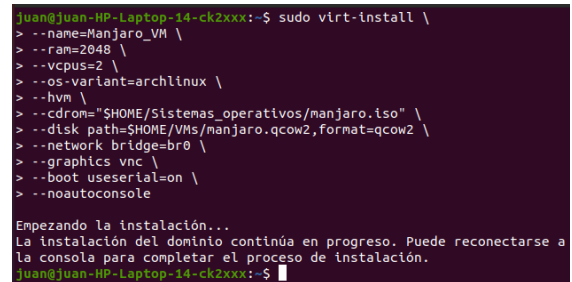 juan@juan-HP-Laptop-14-ck2xxx:~$ sudo virt-install \
> --name=Manjaro_VM \
> --ram=2048 \
> --vcpus=2 \
> --os-variant=archlinux \
> --hvm \
> --cdrom="$HOME/Sistemas_operativos/manjaro.iso" \
> --disk path=$HOME/VMs/manjaro.qcow2,format=qcow2 \
> --network bridge=br0 \
> --graphics vnc \
> --boot useserial=on \
> --noautoconsole
Empezando la instalación...
La instalación del dominio continúa en progreso. Puede reconectarse a
la consola para completar el proceso de instalación.
juan@juan-HP-Laptop-14-ck2xxx:~$